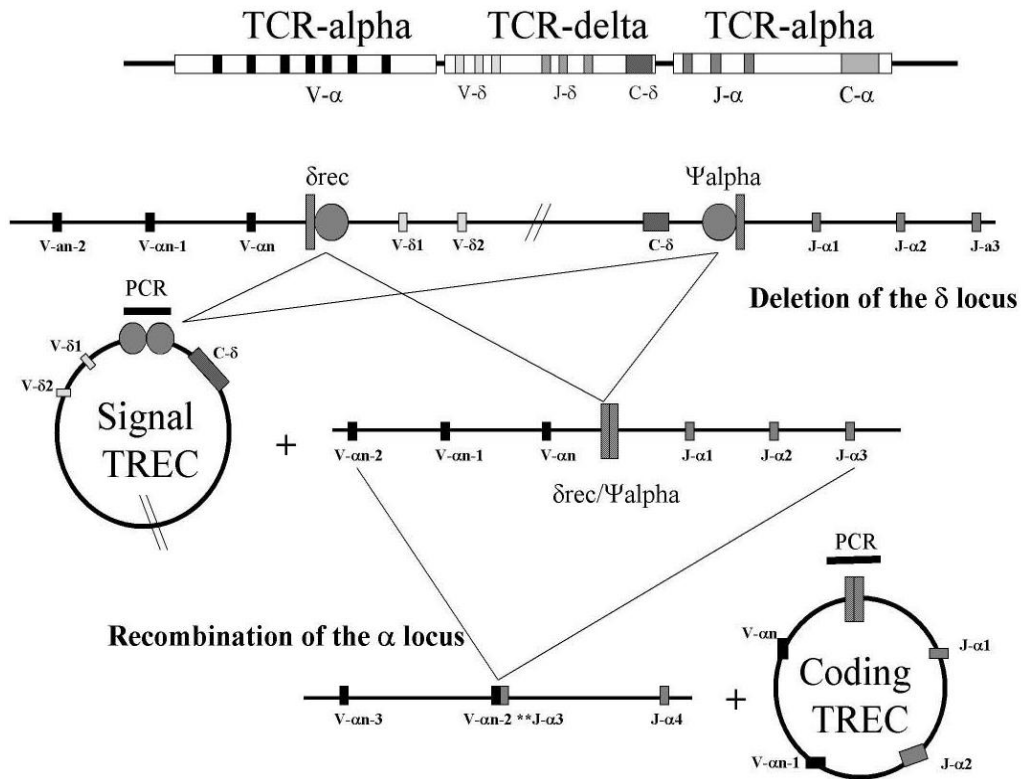 TCR-alpha TCR-delta TCR-alpha
V-α V-δ J-δ C-δ J-α C-α
δrec Ψalpha
V-an-2 V-αn-1 V-αn V-δ1 V-δ2 C-δ J-α1 J-α2 J-a3
Deletion of the δ locus
PCR
V-δ1 C-δ
V-δ2
Signal
TREC
+
V-αn-2 V-αn-1 V-αn J-α1 J-α2 J-α3
δrec/Ψalpha
Recombination of the α locus
V-αn-3 V-αn-2 **J-α3 J-α4
+
PCR
V-αn J-α1
Coding
TREC
V-αn-1 J-α2